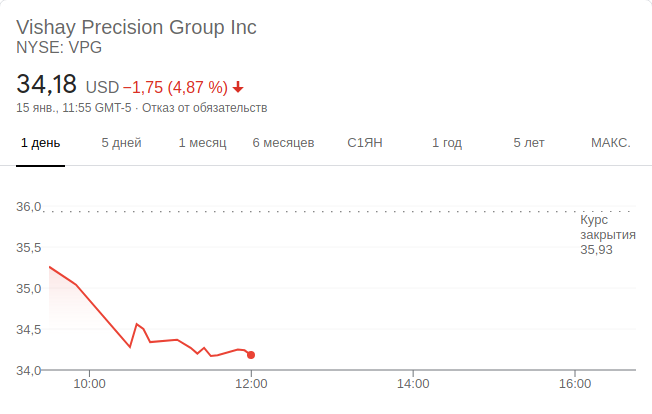 Vishay Precision Group Inc
NYSE: VPG
34,18 USD −1,75 (4,87 %)
15 янв., 11:55 GMT-5 · Отказ от обязательств
1 день 5 дней 1 месяц 6 месяцев С1ЯН 1 год 5 лет МАКС.
36,0
Курс
закрытия
35,93
35,5
35,0
34,5
34,0
10:00 12:00 14:00 16:00